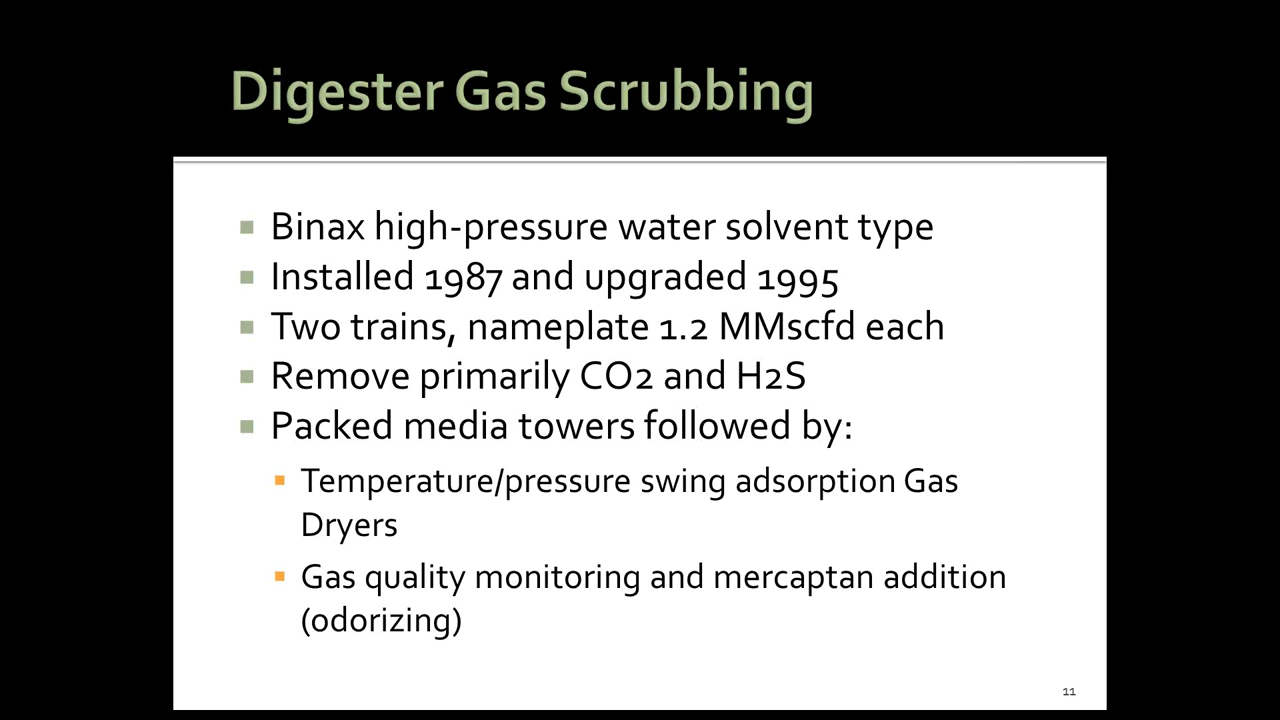 Digester Gas Scrubbing
Binax high-pressure water solvent type
Installed 1987 and upgraded 1995
Two trains, nameplate 1.2 MMscfd each
Remove primarily CO2 and H2S
Packed media towers followed by:
Temperature/pressure swing adsorption Gas
Dryers
Gas quality monitoring and mercaptan addition
(odorizing)
11